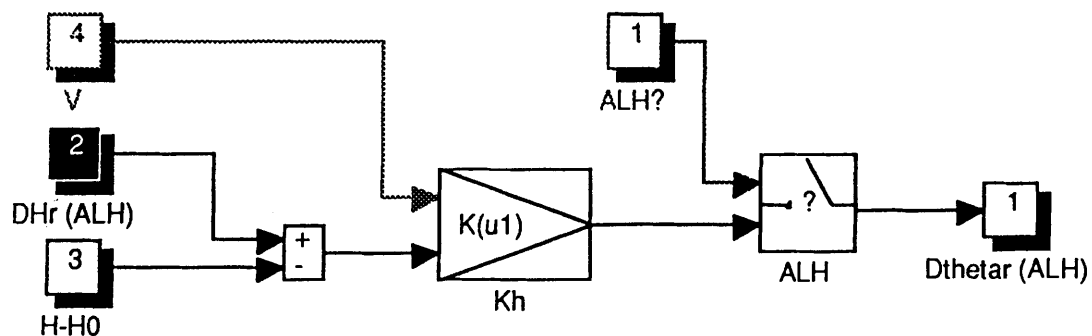 4
V
1
ALH?
2
DHr (ALH)
+
-
K(u1)
Kh
?
ALH
1
Dthetar (ALH)
3
H-H0